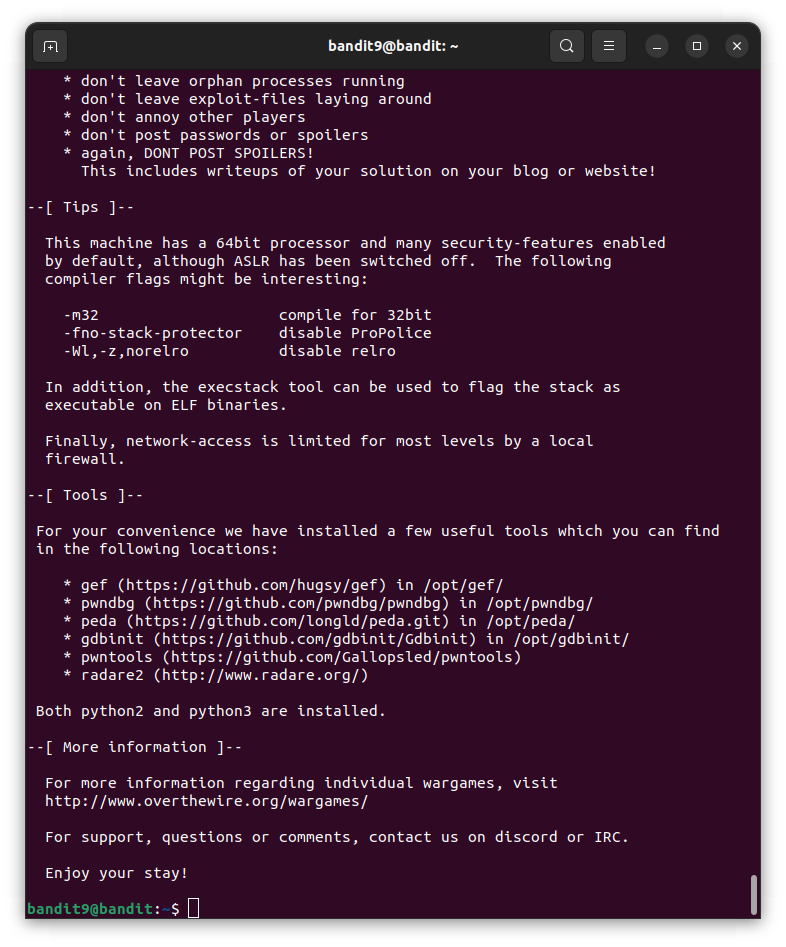 bandit9@bandit: ~
* don't leave orphan processes running
* don't leave exploit-files laying around
* don't annoy other players
* don't post passwords or spoilers
* again, DONT POST SPOILERS!
This includes writeups of your solution on your blog or website!
--[ Tips ]--
This machine has a 64bit processor and many security-features enabled
by default, although ASLR has been switched off.  The following
compiler flags might be interesting:
-m32                    compile for 32bit
-fno-stack-protector    disable ProPolice
-Wl,-z,norelro          disable relro
In addition, the execstack tool can be used to flag the stack as
executable on ELF binaries.
Finally, network-access is limited for most levels by a local
firewall.
--[ Tools ]--
For your convenience we have installed a few useful tools which you can find
in the following locations:
* gef (https://github.com/hugsy/gef) in /opt/gef/
* pwndbg (https://github.com/pwndbg/pwndbg) in /opt/pwndbg/
* peda (https://github.com/longld/peda.git) in /opt/peda/
* gdbinit (https://github.com/gdbinit/Gdbinit) in /opt/gdbinit/
* pwntools (https://github.com/Gallopsled/pwntools)
* radare2 (http://www.radare.org/)
Both python2 and python3 are installed.
--[ More information ]--
For more information regarding individual wargames, visit
http://www.overthewire.org/wargames/
For support, questions or comments, contact us on discord or IRC.
Enjoy your stay!
bandit9@bandit:~$